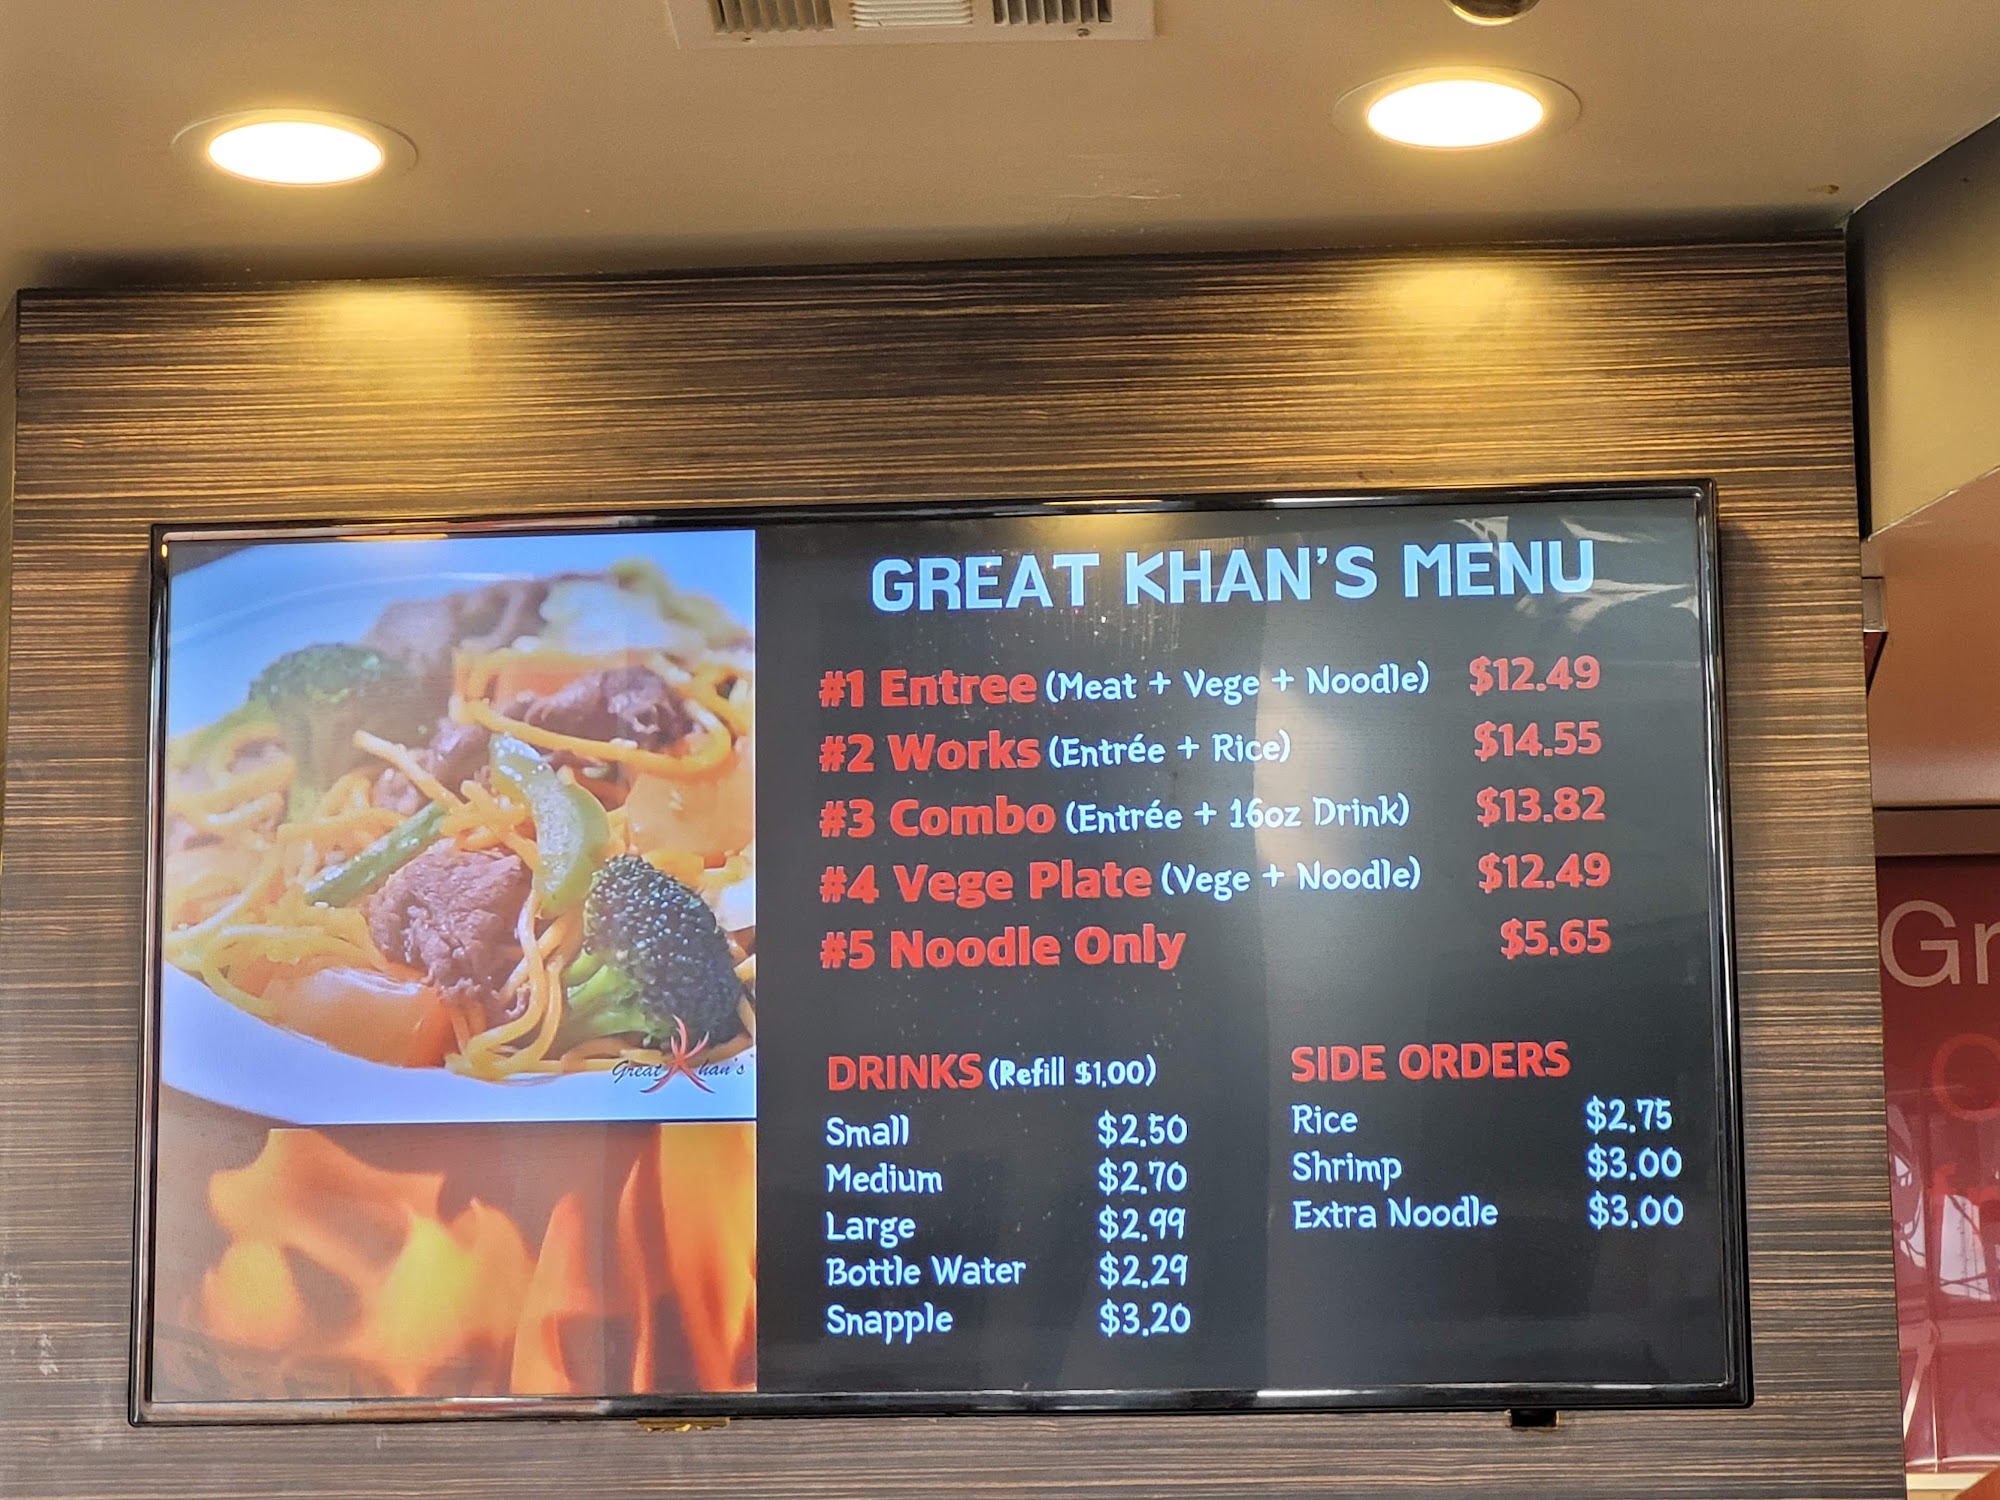 GREAT KHAN'S MENU
#1 Entree (Meat + Vege + Noodle) $12.49
#2 Works (Entrée + Rice) $14.55
#3 Combo (Entrée + 16oz Drink) $13.82
#4 Vege Plate (Vege + Noodle) $12.49
#5 Noodle Only $5.65
Great Khan's
DRINKS (Refill $1.00)
Small $2.50
Medium $2.70
Large $2.99
Bottle Water $2.29
Snapple $3.20
SIDE ORDERS
Rice $2.75
Shrimp $3.00
Extra Noodle $3.00
Gr